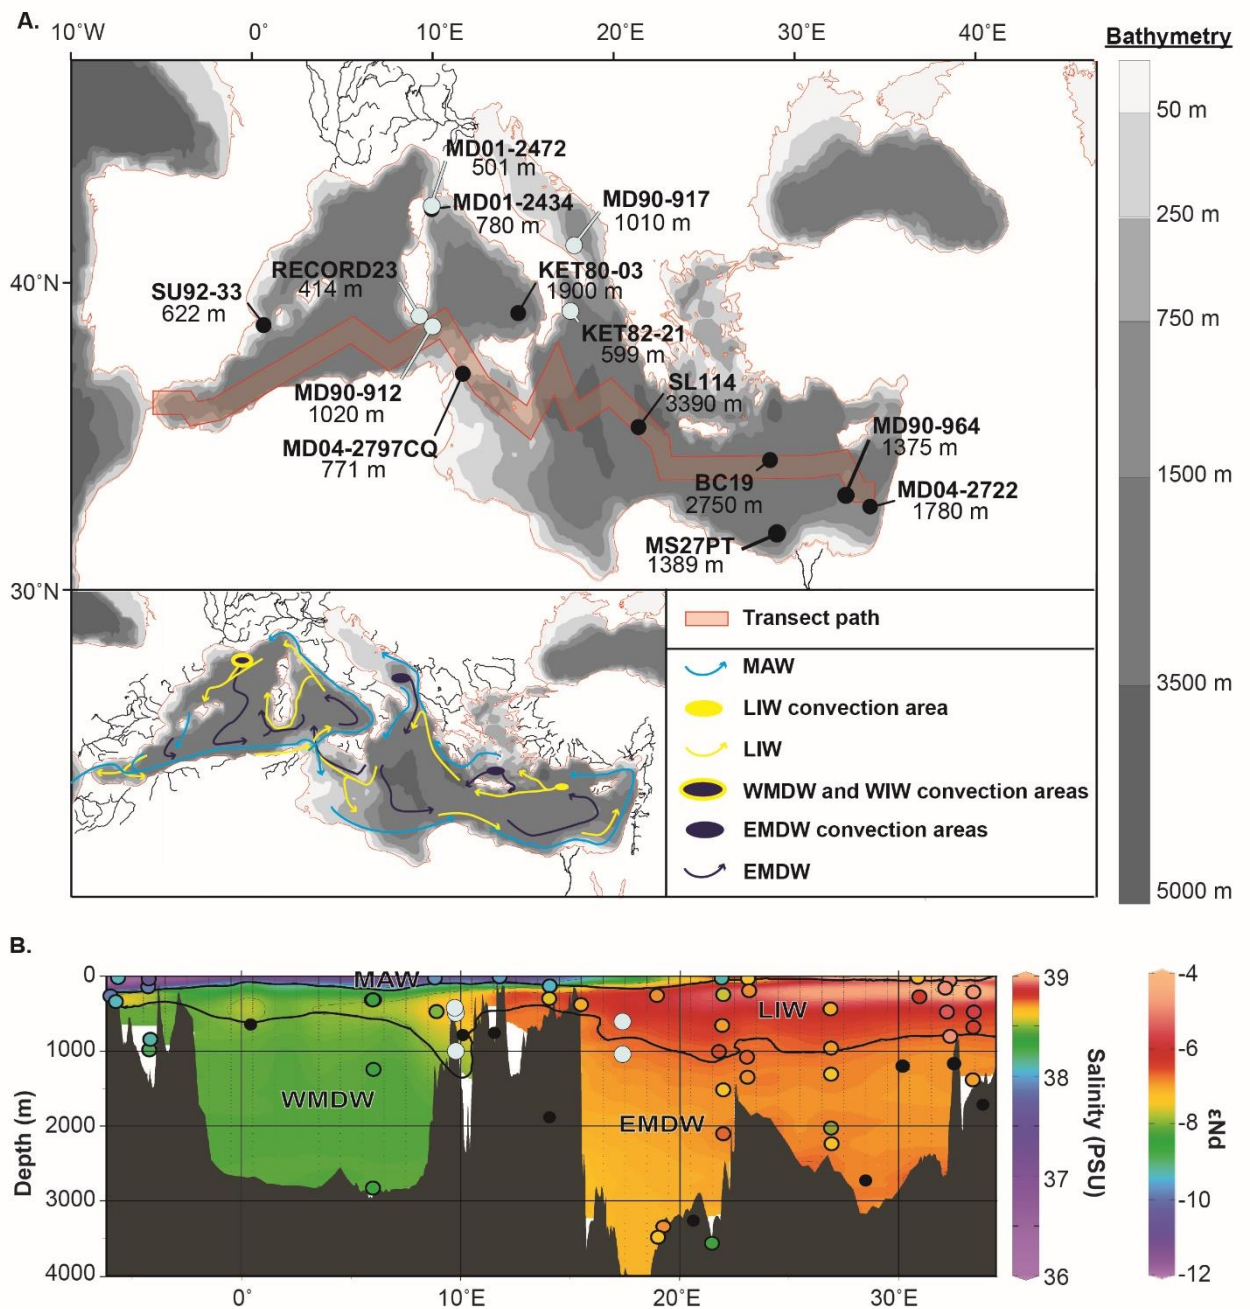 A.
10°W 0° 10°E 20°E 30°E 40°E
Bathymetry
50 m
250 m
750 m
1500 m
3500 m
5000 m
40°N
30°N
MD01-2472
501 m
MD01-2434
780 m
MD90-917
1010 m
RECORD23
414 m
KET80-03
1900 m
SU92-33
622 m
KET82-21
599 m
MD90-912
1020 m
SL114
3390 m
MD04-2797CQ
771 m
MD90-964
1375 m
BC19
2750 m
MD04-2722
1780 m
MS27PT
1389 m
Transect path
MAW
LIW convection area
LIW
WMDW and WIW convection areas
EMDW convection areas
EMDW
B.
Depth (m)
0
1000
2000
3000
4000
MAW
LIW
WMDW
EMDW
0° 10°E 20°E 30°E
39
38
37
36
Salinity (PSU)
-4
-6
-8
-10
-12
εNd